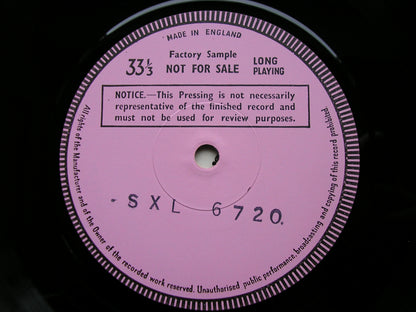 MADE IN ENGLAND
Factory Sample
33⅓ NOT FOR SALE LONG PLAYING
NOTICE.—This Pressing is not necessarily
representative of the finished record and
must not be used for review purposes.
· SXL 6720.
All rights of the Manufacturer and of the Owner of the recorded work reserved. Unauthorised public performance, broadcasting and copying of this record prohibited.